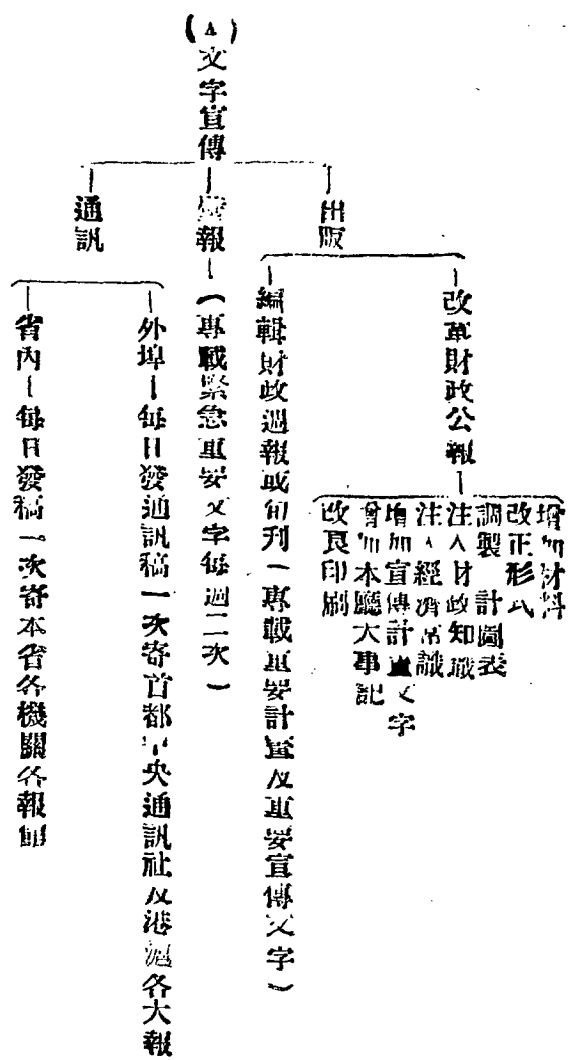 (A)文字宣傳
出版
改革財政公報
增加材料
改正形式
調製 計圖表
注入財政知識
注入經濟常識
增加宣傳計畫文字
增加本廳大事記
改良印刷
編輯財政週報或旬刊(專載重要計畫及重要宣傳文字)
壁報(專載緊急重要文字每週二次)
通訊
外埠 每日發通訊稿一次寄首都中央通訊社及港滬各大報
省內 每日發稿一次寄本省各機關各報館